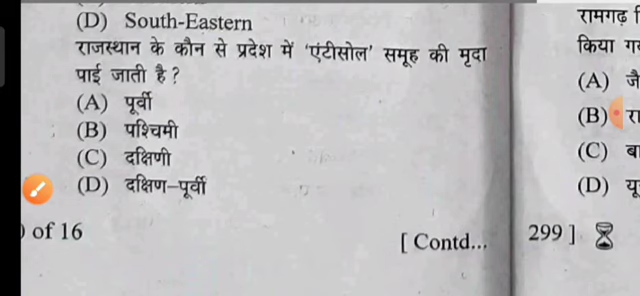 (D) South-Eastern
राजस्थान के कौन से प्रदेश में 'एंटीसोल' समूह की मृदा
पाई जाती है ?
(A) पूर्वी
(B) पश्चिमी
(C) दक्षिणी
(D) दक्षिण-पूर्वी
of 16
[ Contd...
रामगढ़
किया
(A)
(B)
(C)
(D)
299 ]